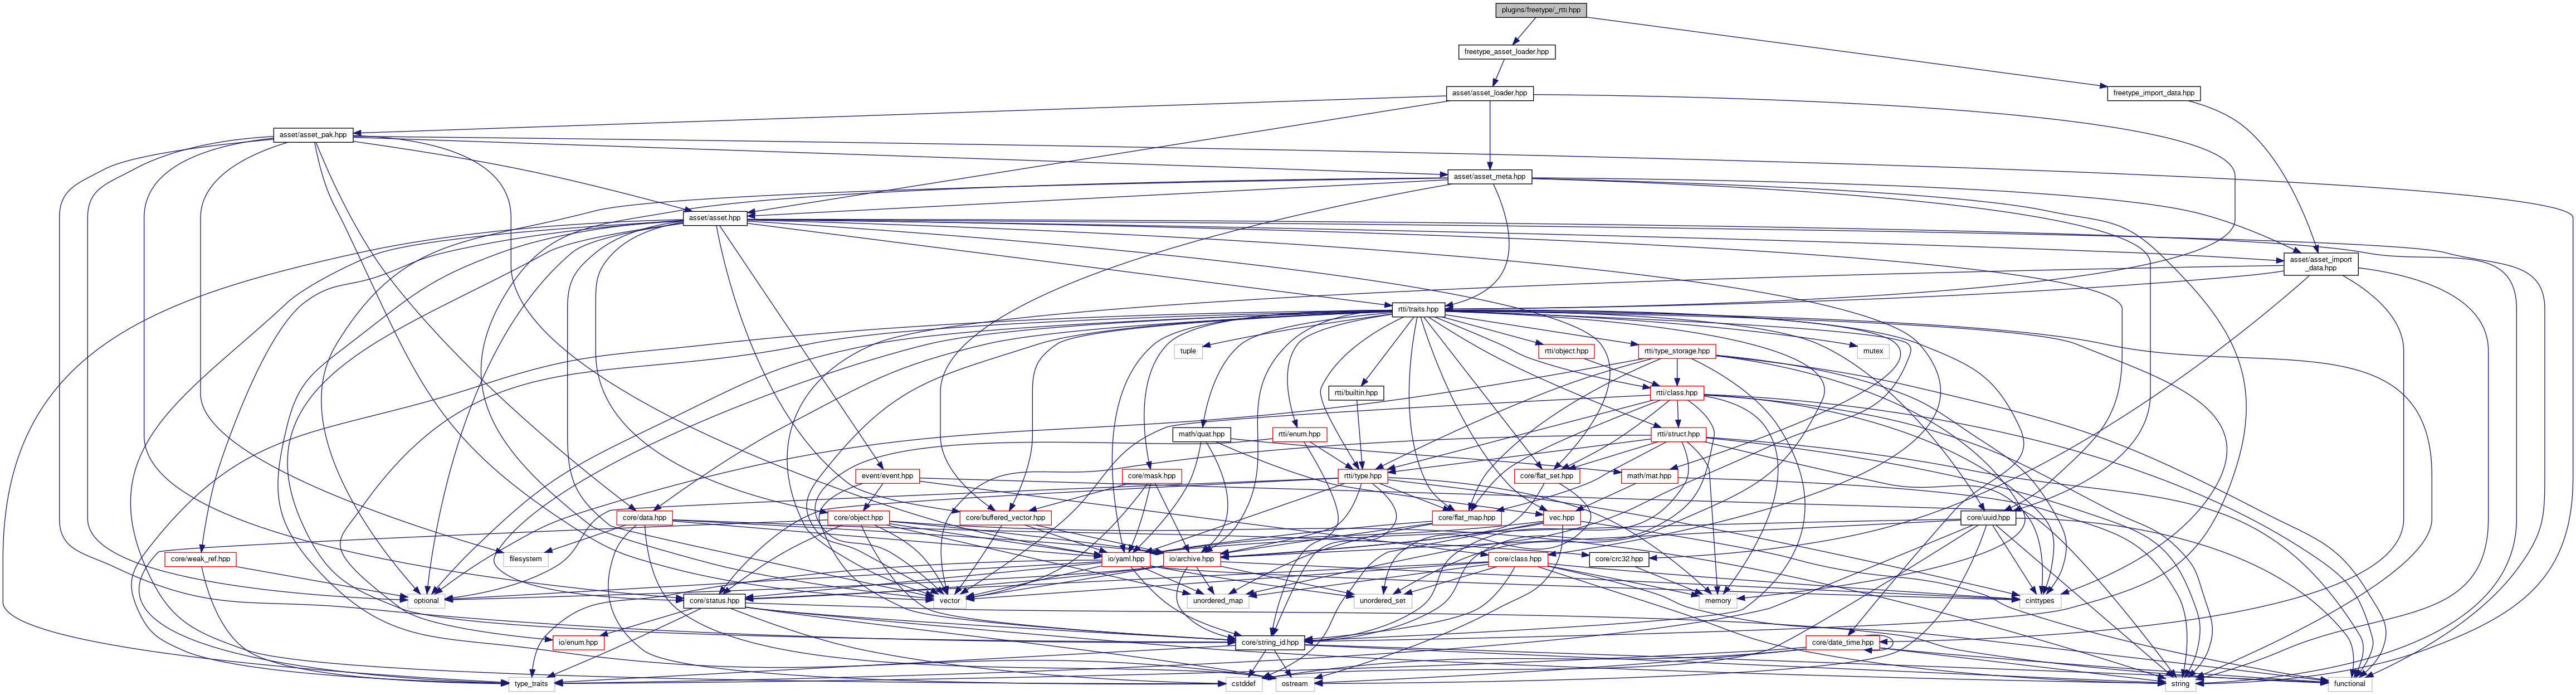 plugins/freetype/_rtti.hpp
freetype_asset_loader.hpp
asset/asset_loader.hpp
freetype_import_data.hpp
asset/asset_pak.hpp
asset/asset_meta.hpp
asset/asset.hpp
asset/asset_import
_data.hpp
rtti/traits.hpp
tuple
rtti/object.hpp
rtti/type_storage.hpp
mutex
rtti/builtin.hpp
rtti/class.hpp
math/quat.hpp
rtti/enum.hpp
rtti/struct.hpp
event/event.hpp
core/mask.hpp
rtti/type.hpp
core/flat_set.hpp
math/mat.hpp
core/data.hpp
core/object.hpp
core/buffered_vector.hpp
core/flat_map.hpp
vec.hpp
core/uuid.hpp
core/weak_ref.hpp
filesystem
io/yaml.hpp
io/archive.hpp
core/class.hpp
core/crc32.hpp
optional
core/status.hpp
vector
unordered_map
unordered_set
memory
cinttypes
io/enum.hpp
core/string_id.hpp
core/date_time.hpp
type_traits
cstddef
ostream
string
functional